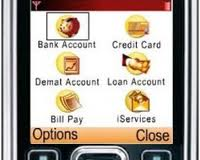 Bank Account Credit Card
Demat Account Loan Account
Bill Pay iServices
Options Close